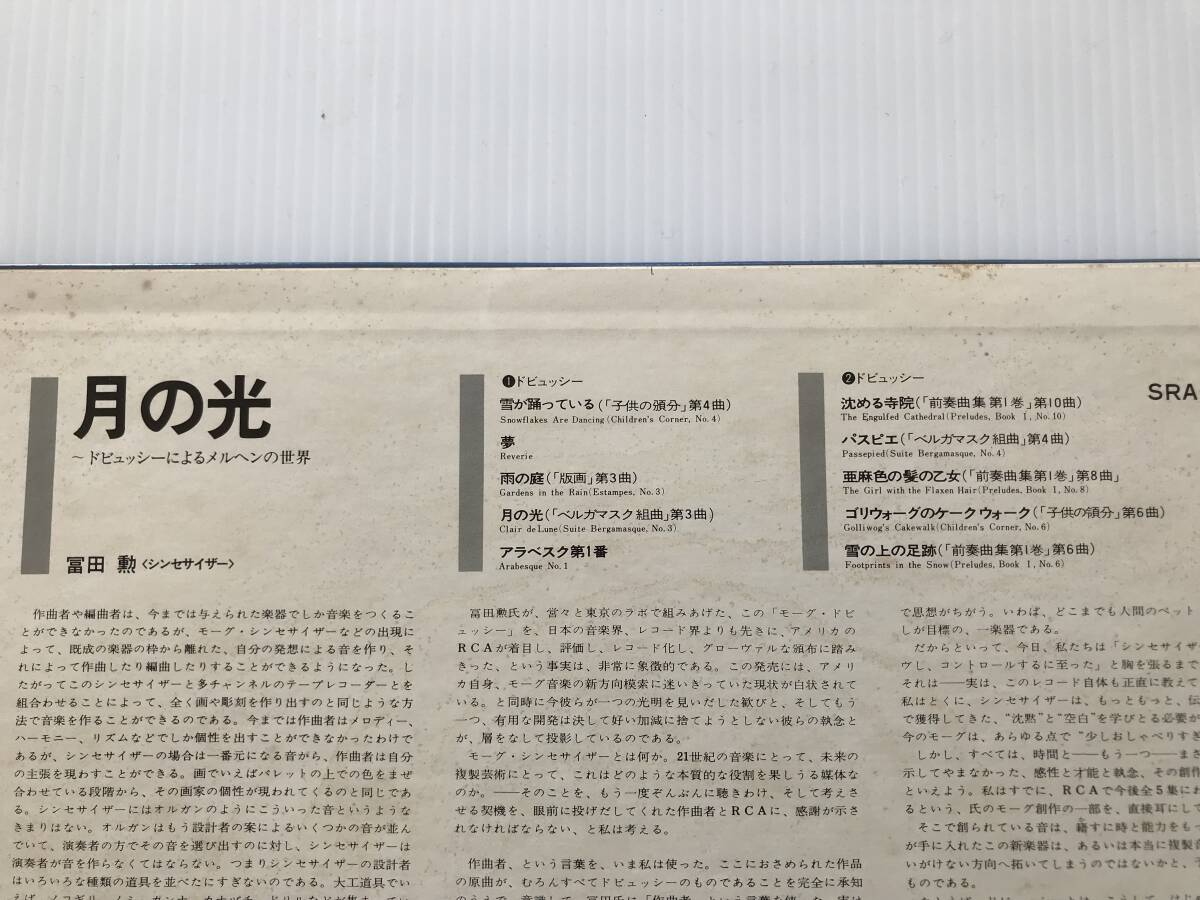 月の光
～ドビュッシーによるメルヘンの世界
冨田 勲〈シンセサイザー〉
❶ドビュッシー
雪が踊っている(「子供の領分」第4曲)
Snowflakes Are Dancing(Children's Corner, No. 4)
夢
Reverie
雨の庭(「版画」第3曲)
Gardens in the Rain(Estampes, No. 3)
月の光(「ベルガマスク組曲」第3曲)
Clair de Lune(Suite Bergamasque, No. 3)
アラベスク第1番
Arabesque No. 1
❷ドビュッシー
沈める寺院(「前奏曲集第1巻」第10曲)
The Engulfed Cathedral(Preludes, Book 1, No. 10)
パスピエ(「ベルガマスク組曲」第4曲)
Passepied(Suite Bergamasque, No. 4)
亜麻色の髪の乙女(「前奏曲集第1巻」第8曲」
The Girl with the Flaxen Hair(Preludes, Book 1, No. 8)
ゴリウォーグのケークウォーク(「子供の領分」第6曲)
Golliwog's Cakewalk(Children's Corner, No. 6)
雪の上の足跡(「前奏曲集第1巻」第6曲)
Footprints in the Snow(Preludes, Book 1, No. 6)
SRA
作曲者や編曲者は、今までは与えられた楽器でしか音楽をつくるこ
とができなかったのであるが、モーグ・シンセサイザーなどの出現に
よって、既成の楽器の枠から離れた、自分の発想による音を作り、そ
れによって作曲したり編曲したりすることができるようになった。し
たがってこのシンセサイザーと多チャンネルのテープレコーダーとを
組合わせることによって、全く画や彫刻を作り出すのと同じような方
法で音楽を作ることができるのである。今までは作曲者はメロディー、
ハーモニー、リズムなどでしか個性を出すことができなかったわけで
あるが、シンセサイザーの場合は一番元になる音から、作曲者は自分
の主張を現わすことができる。画でいえばパレットの上での色をまぜ
合わせている段階から、その画家の個性が現われてくるのと同じであ
る。シンセサイザーにはオルガンのようにこういった音というような
きまりはない。オルガンはもう設計者の案によるいくつかの音が並ん
でいて、演奏者の方でその音を選び出すのに対し、シンセサイザーは
演奏者が音を作らなくてはならない。つまりシンセサイザーの設計者
はいろいろな種類の道具を並べたにすぎないのである。大工道具でい
えば、ノコギリ、ノミ、カンナ、カナヅチ、ドリルなどが集まってい
冨田勲氏が、営々と東京のラボで組みあげた、この「モーグ・ドビ
ュッシー」を、日本の音楽界、レコード界よりも先きに、アメリカの
RCAが着目し、評価し、レコード化し、グローヴァルな頒布に踏み
きった、という事実は、非常に象徴的である。この発売には、アメリ
カ自身、モーグ音楽の新方向模索に迷いきっていた現状が白状されて
いる。と同時に今彼らが一つの光明を見いだした歓びと、そしてもう
一つ、有用な開発は決して好い加減に捨てようとしない彼らの執念と
が、層をなして投影しているのである。
モーグ・シンセサイザーとは何か。21世紀の音楽にとって、未来の
複製芸術にとって、これはどのような本質的な役割を果しうる媒体な
のか。——そのことを、もう一度ぞんぶんに聴きわけ、そして考えさ
せる契機を、眼前に投げだしてくれた作曲者とRCAに、感謝が示さ
れなければならない、と私は考える。
作曲者、という言葉を、いま私は使った。ここにおさめられた作品
の原曲が、むろんすべてドビュッシーのものであることを完全に承知
のうえで、意識して、冨田氏に「作曲者」という言葉を使った。実は
で思想がちがう。いわば、どこまでも人間のペット
しが目標の、一楽器である。
だからといって、今日、私たちは「シンセサイザ
ヴし、コントロールするに至った」と胸を張るまで
それは——実は、このレコード自体も正直に教えて
私はとくに、シンセサイザーは、もっともっと、伝
で獲得してきた、“沈黙”と“空白”を学びとる必要が
今のモーグは、あらゆる点で“少しおしゃべりすぎ
しかし、すべては、時間と——もう一つ——まさ
示してやまなかった、感性と才能と執念、その創作
といえよう。私はすでに、RCAで今後全5集にわ
るという、氏のモーグ創作の一部を、直接耳にして
そこで創られている音は、籍すに時と能力をもっ
が手に入れたこの新楽器は、あるいは本当に複製音
いがけない方向へ拓いてしまうのではないかと、予
ものである。